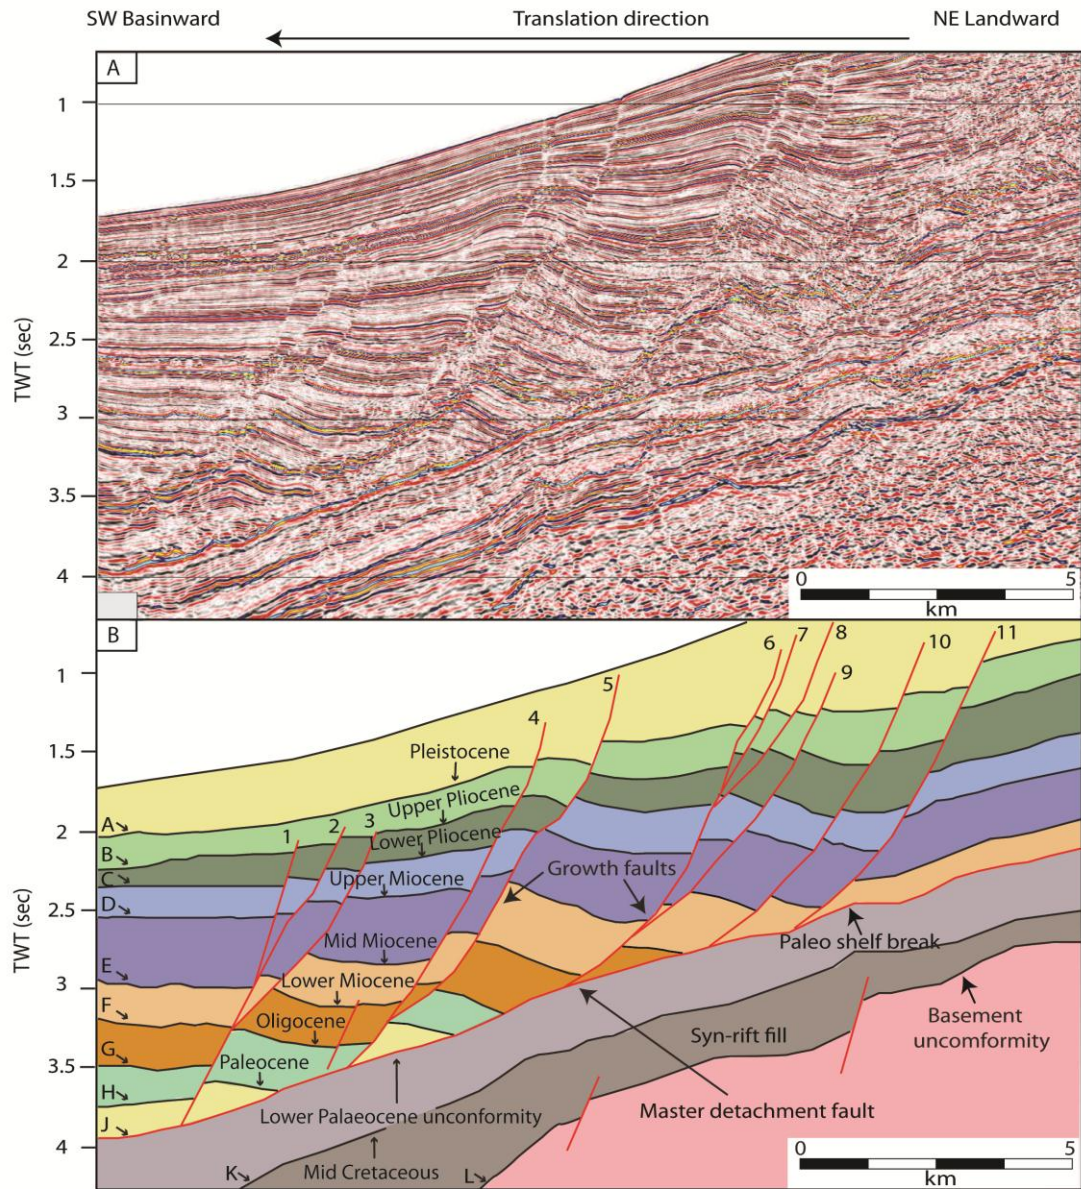 SW Basinward
Translation direction
NE Landward
A
TWT (sec)
1
1.5
2
2.5
3
3.5
4
0 5
km
B
TWT (sec)
1
1.5
2
2.5
3
3.5
4
1
2
3
4
5
6
7
8
9
10
11
Pleistocene
Upper Pliocene
Lower Pliocene
Upper Miocene
Mid Miocene
Lower Miocene
Oligocene
Paleocene
Lower Palaeocene unconformity
Mid Cretaceous
Growth faults
Paleo shelf break
Syn-rift fill
Basement
uncomformity
Master detachment fault
A
B
C
D
E
F
G
H
J
K
L
0 5
km